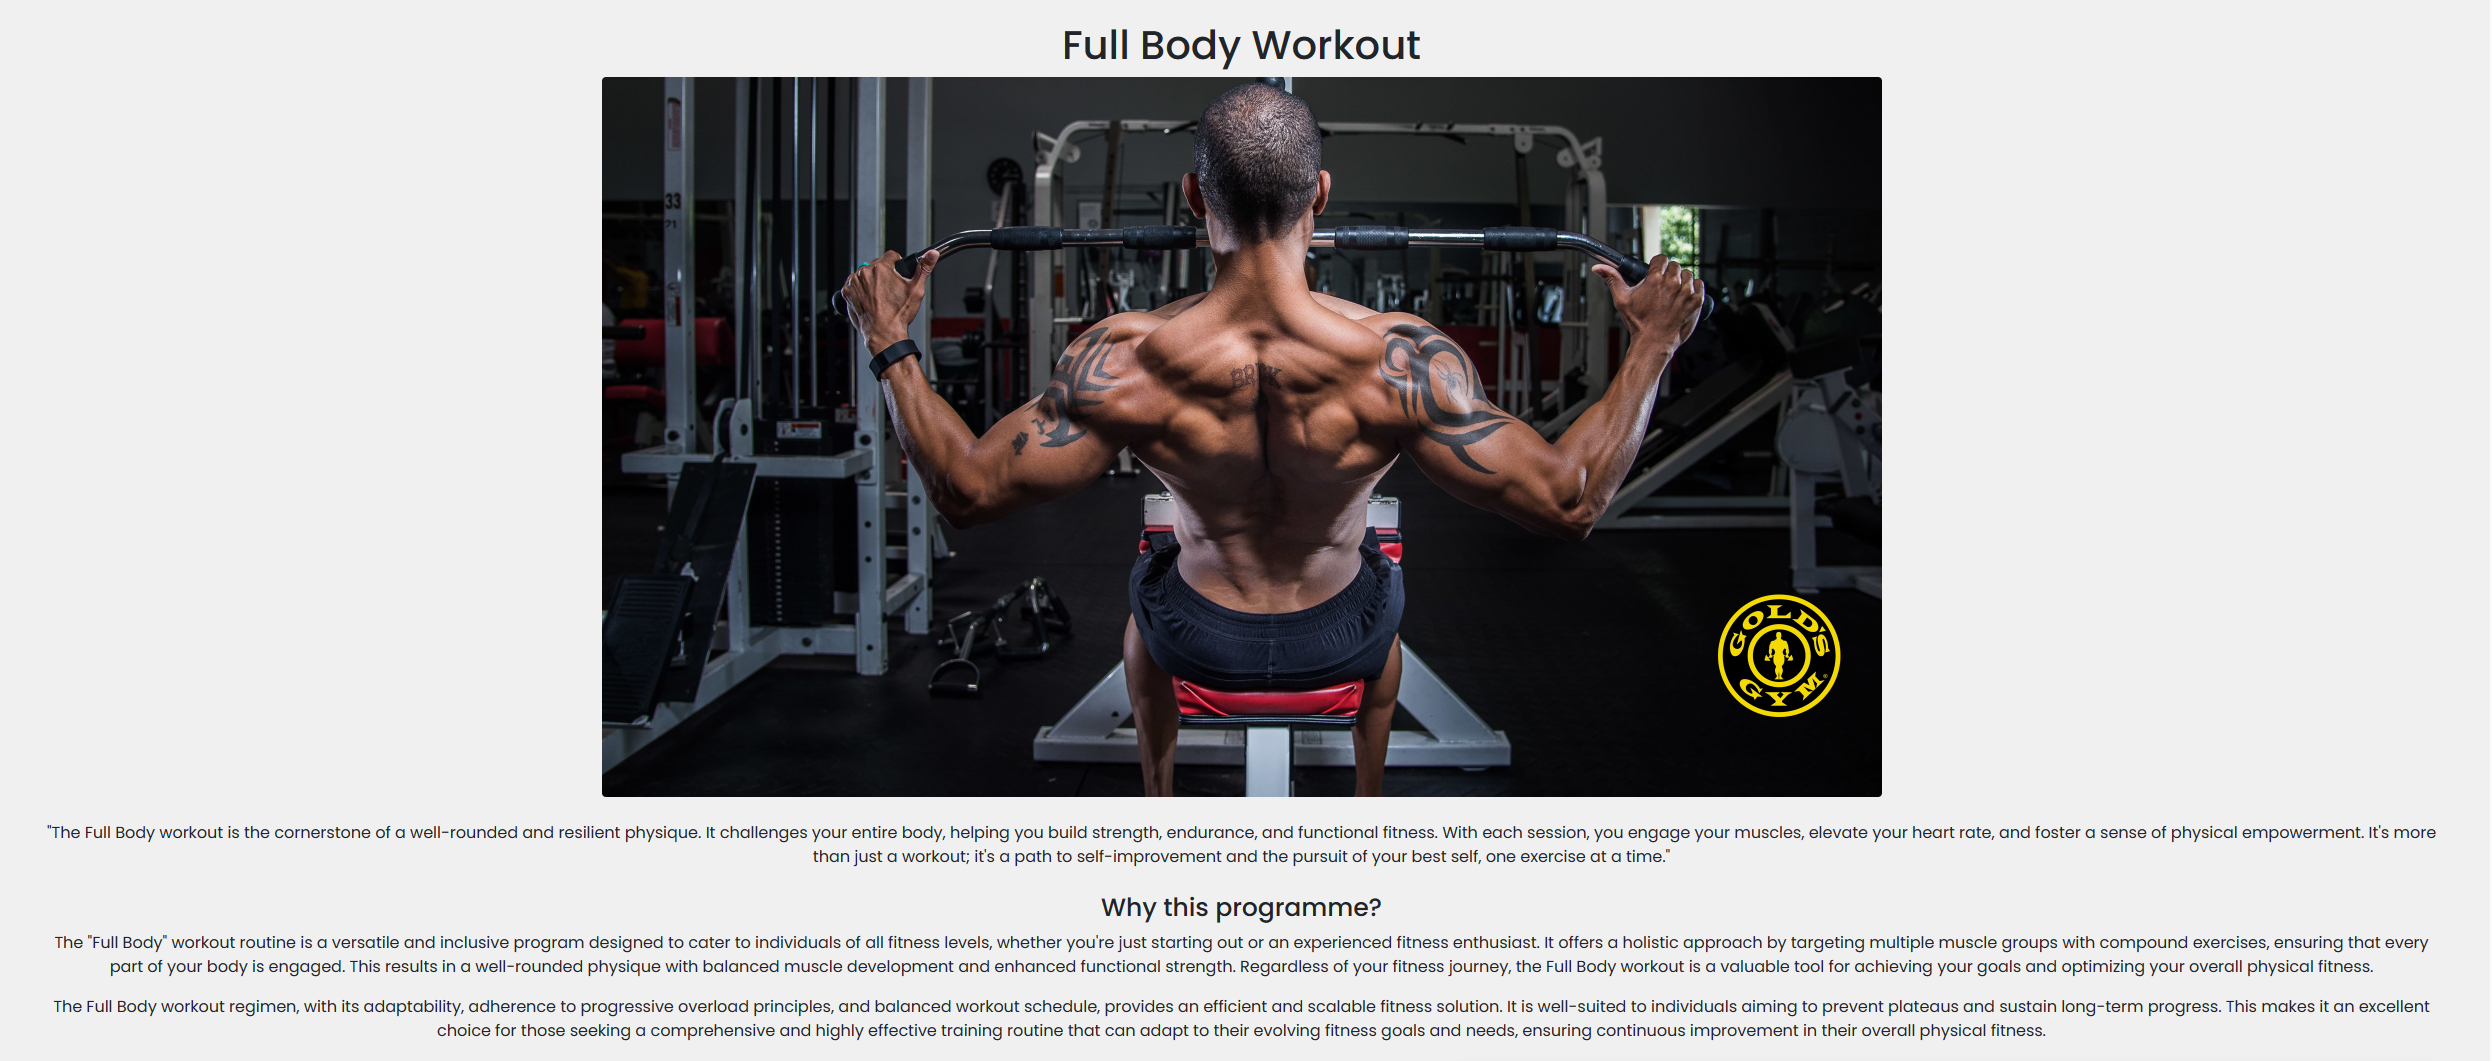 Full Body Workout
33
21
BRICK
GOLD'S
GYM
"The Full Body workout is the cornerstone of a well-rounded and resilient physique. It challenges your entire body, helping you build strength, endurance, and functional fitness. With each session, you engage your muscles, elevate your heart rate, and foster a sense of physical empowerment. It's more
than just a workout; it's a path to self-improvement and the pursuit of your best self, one exercise at a time."
Why this programme?
The "Full Body" workout routine is a versatile and inclusive program designed to cater to individuals of all fitness levels, whether you're just starting out or an experienced fitness enthusiast. It offers a holistic approach by targeting multiple muscle groups with compound exercises, ensuring that every
part of your body is engaged. This results in a well-rounded physique with balanced muscle development and enhanced functional strength. Regardless of your fitness journey, the Full Body workout is a valuable tool for achieving your goals and optimizing your overall physical fitness.
The Full Body workout regimen, with its adaptability, adherence to progressive overload principles, and balanced workout schedule, provides an efficient and scalable fitness solution. It is well-suited to individuals aiming to prevent plateaus and sustain long-term progress. This makes it an excellent
choice for those seeking a comprehensive and highly effective training routine that can adapt to their evolving fitness goals and needs, ensuring continuous improvement in their overall physical fitness.